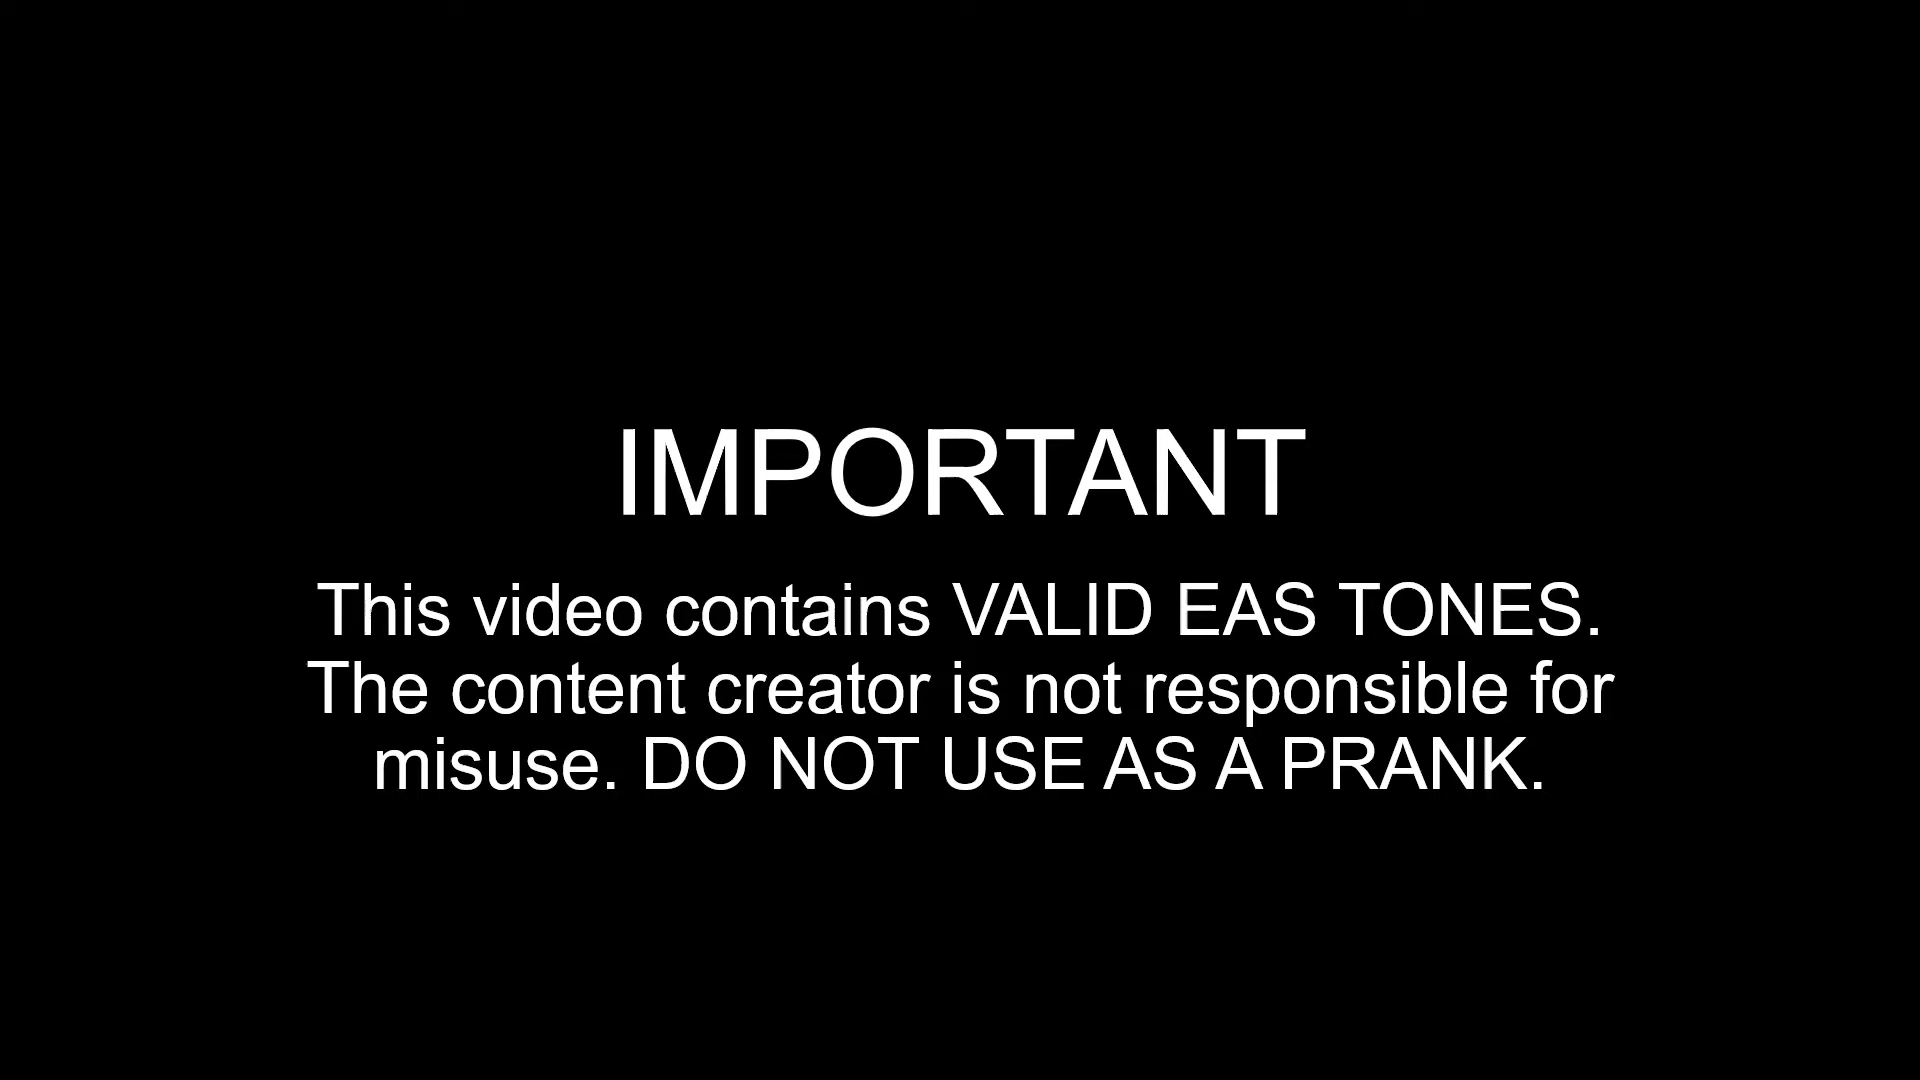 IMPORTANT
This video contains VALID EAS TONES.
The content creator is not responsible for
misuse. DO NOT USE AS A PRANK.